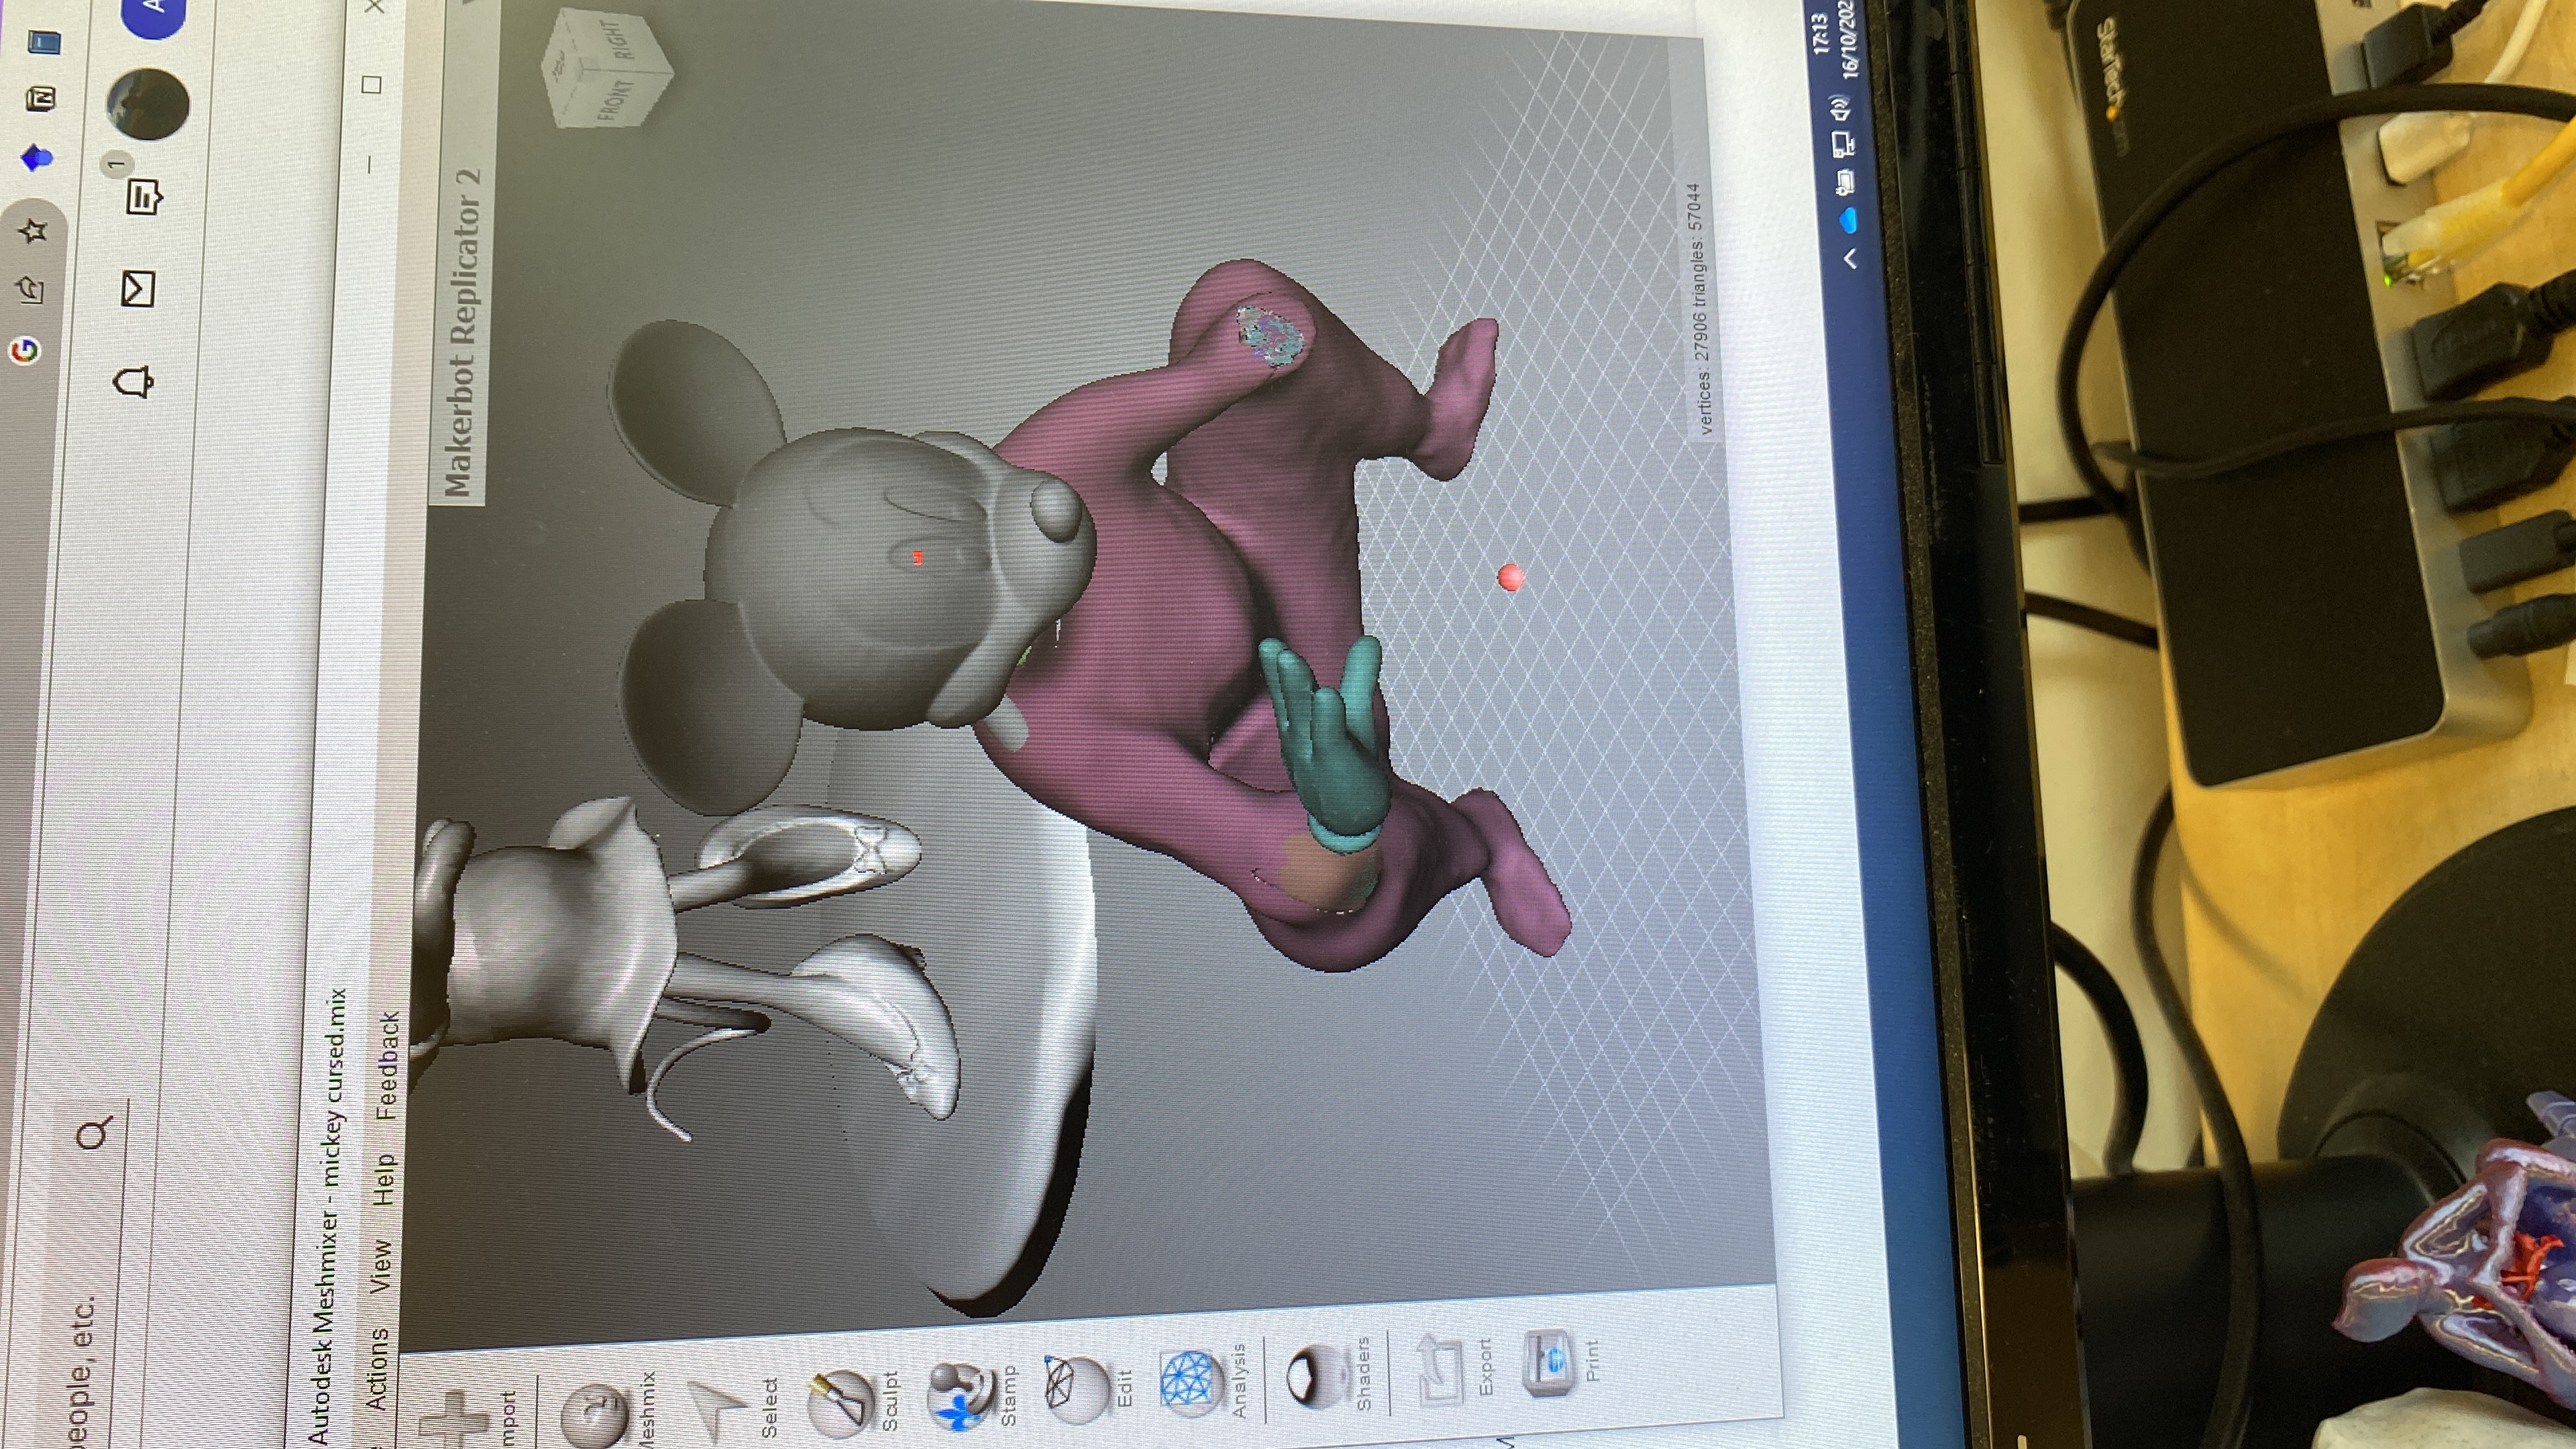 people, etc.
1
A
Autodesk Meshmixer - mickey cursed.mix
Actions View Help Feedback
Makerbot Replicator 2
mport
TOP
FRONT
RIGHT
Meshmix
Select
Sculpt
Stamp
Edit
Analysis
Shaders
Export
Print
vertices: 27906 triangles: 57044
17:13
16/10/202
StarTech.com